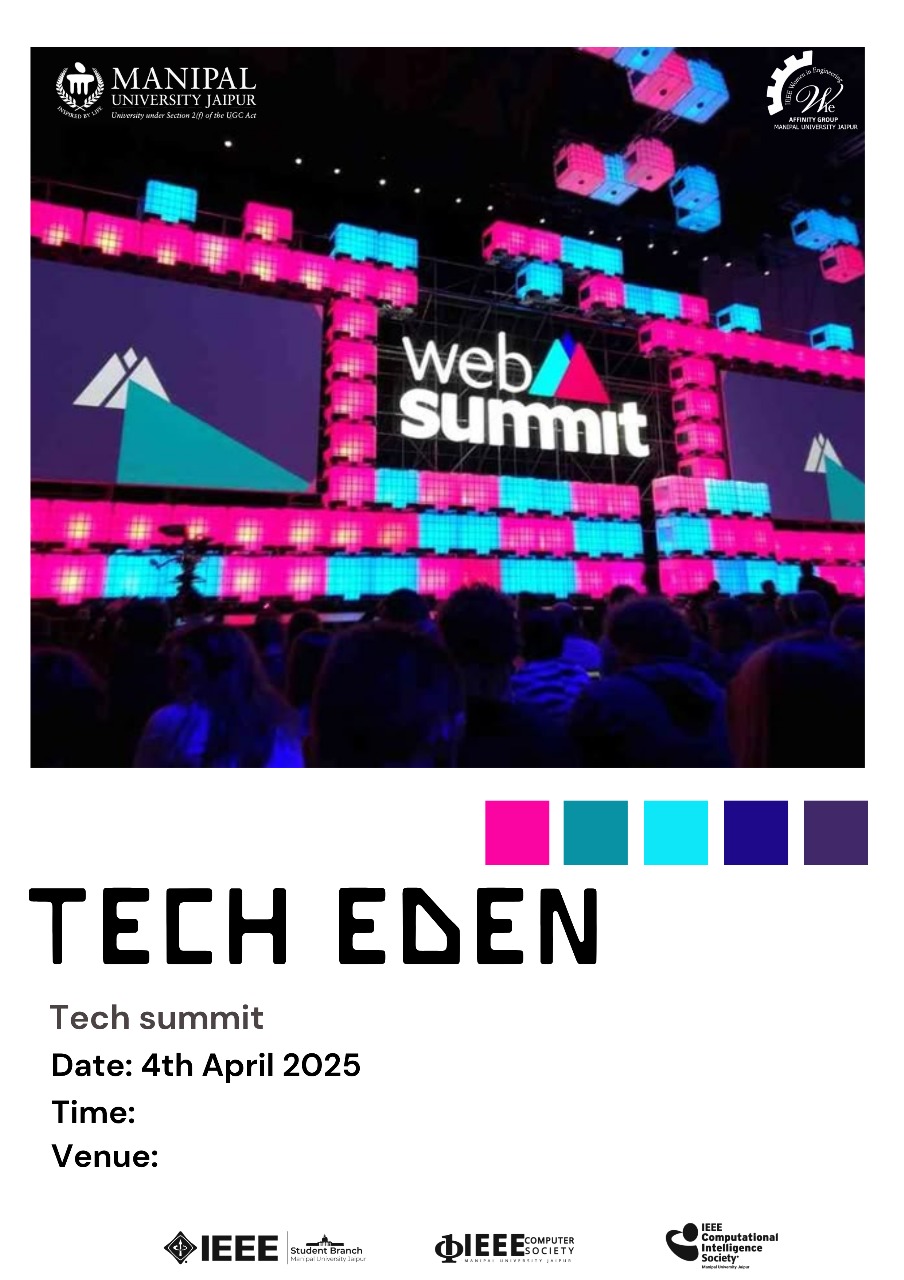 MANIPAL
UNIVERSITY JAIPUR
University under Section 2(f) of the UGC Act
INSPIRED BY LIFE
IEEE Women in Engineering
We
AFFINITY GROUP
MANIPAL UNIVERSITY JAIPUR
web
summit
TECH EDEN
Tech summit
Date: 4th April 2025
Time:
Venue:
IEEE
Student Branch
Manipal University Jaipur
IEEE COMPUTER
SOCIETY
MANIPAL UNIVERSITY JAIPUR
IEEE
Computational
Intelligence
Society
Manipal University Jaipur